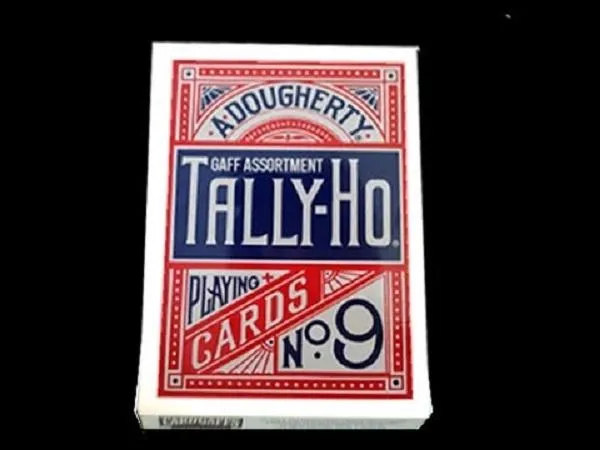 A·DOUGHERTY
GAFF ASSORTMENT
TALLY-HO®
PLAYING
CARDS
No. 9